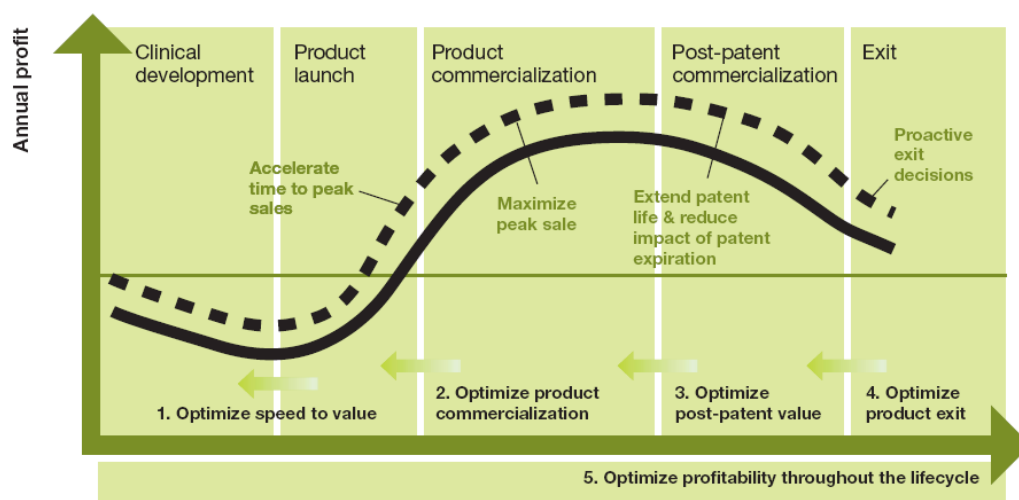 Annual profit
Clinical
development
Product
launch
Product
commercialization
Post-patent
commercialization
Exit
Accelerate
time to peak
sales
Maximize
peak sale
Extend patent
life & reduce
impact of patent
expiration
Proactive
exit
decisions
1. Optimize speed to value
2. Optimize product
commercialization
3. Optimize
post-patent value
4. Optimize
product exit
5. Optimize profitability throughout the lifecycle